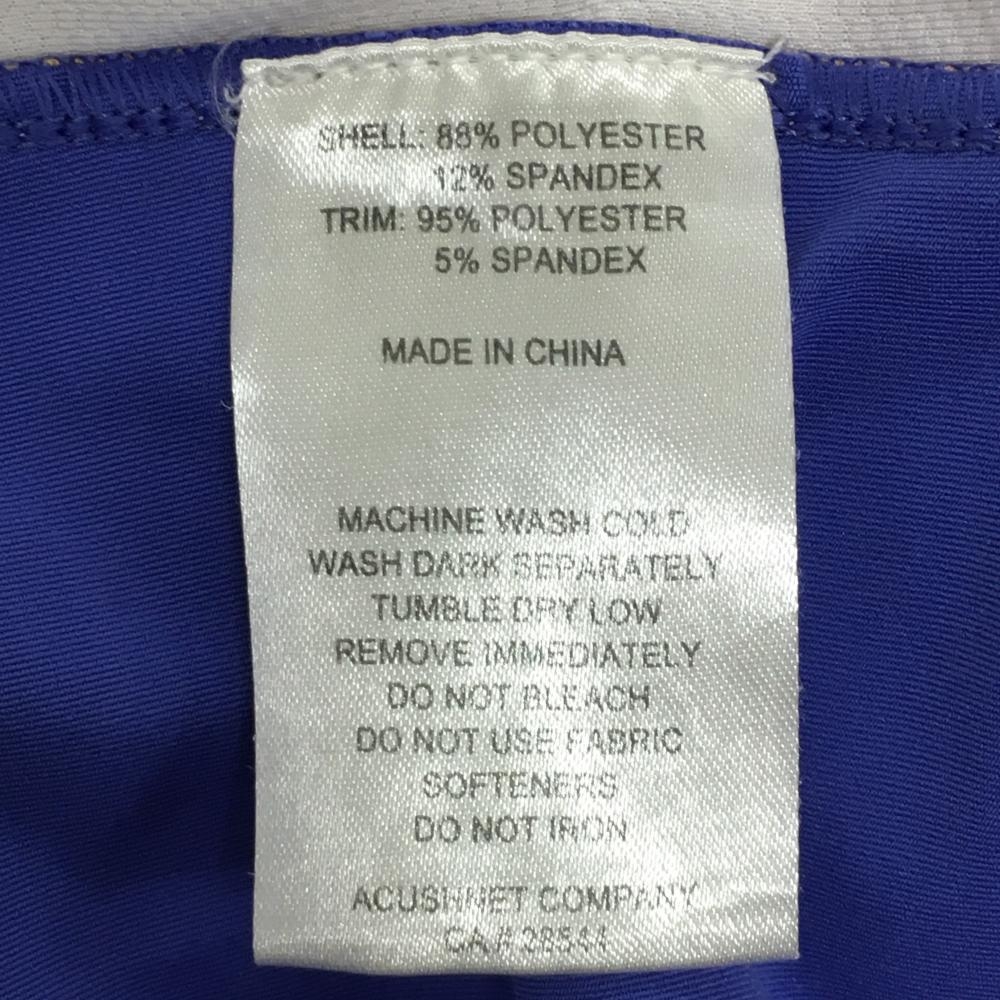 SHELL: 88% POLYESTER
12% SPANDEX
TRIM: 95% POLYESTER
5% SPANDEX
MADE IN CHINA
MACHINE WASH COLD
WASH DARK SEPARATELY
TUMBLE DRY LOW
REMOVE IMMEDIATELY
DO NOT BLEACH
DO NOT USE FABRIC
SOFTENERS
DO NOT IRON
ACUSHNET COMPANY
CA # 28544